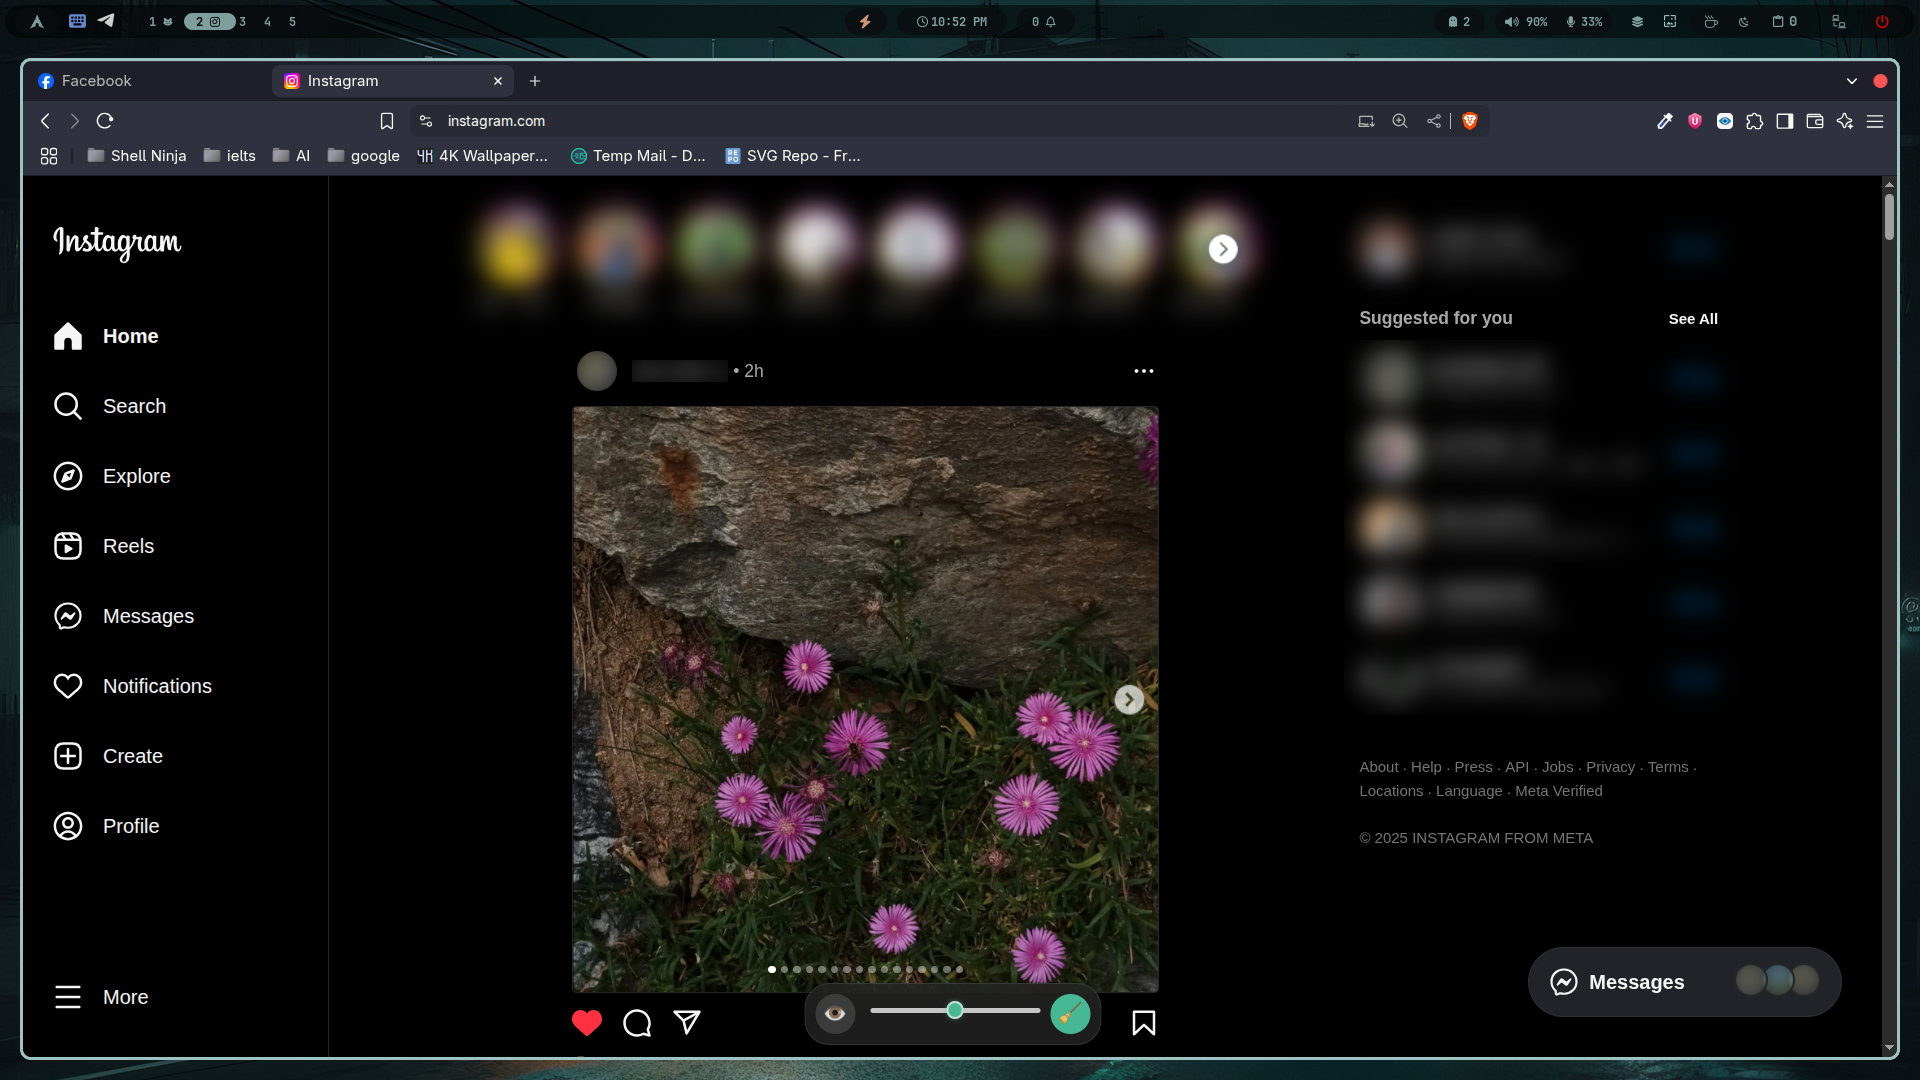 1 2 3 4 5 10:52 PM 0 2 90% 33% 0
Facebook Instagram
instagram.com
Shell Ninja ielts AI google 4K Wallpaper... Temp Mail - D... SVG Repo - Fr...
Instagram
Home
Search
Explore
Reels
Messages
Notifications
Create
Profile
More
• 2h
Suggested for you See All
About · Help · Press · API · Jobs · Privacy · Terms ·
Locations · Language · Meta Verified
© 2025 INSTAGRAM FROM META
Messages